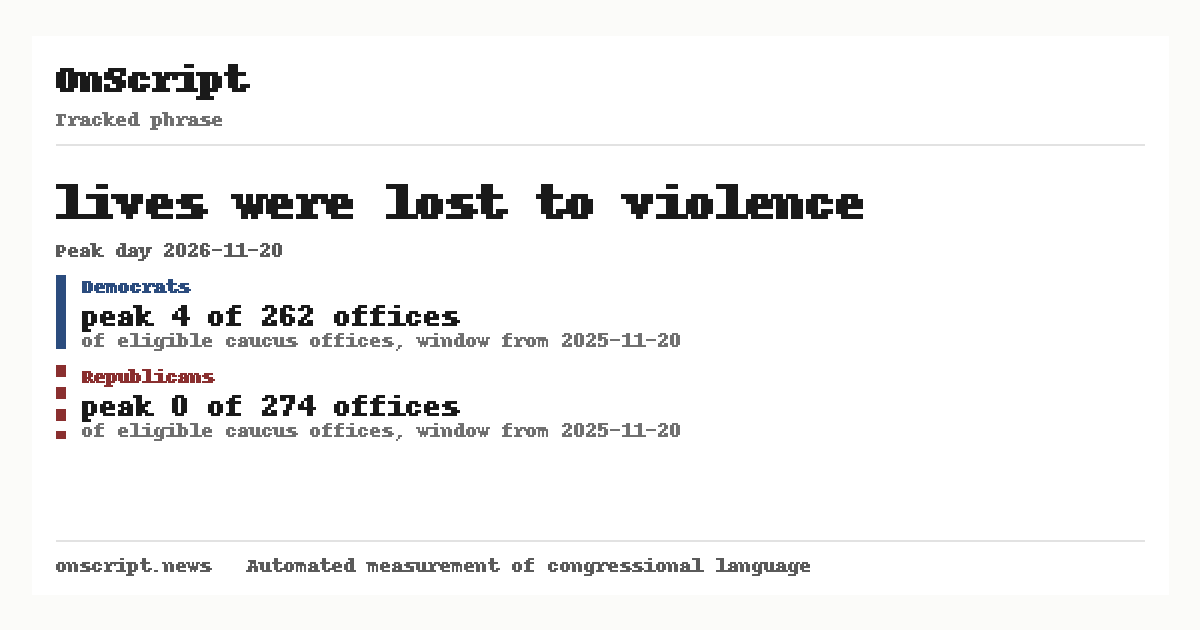 OnScript
Tracked phrase
lives were lost to violence
Peak day 2026-11-20
Democrats
peak 4 of 262 offices
of eligible caucus offices, window from 2025-11-20
Republicans
peak 0 of 274 offices
of eligible caucus offices, window from 2025-11-20
onscript.news Automated measurement of congressional language